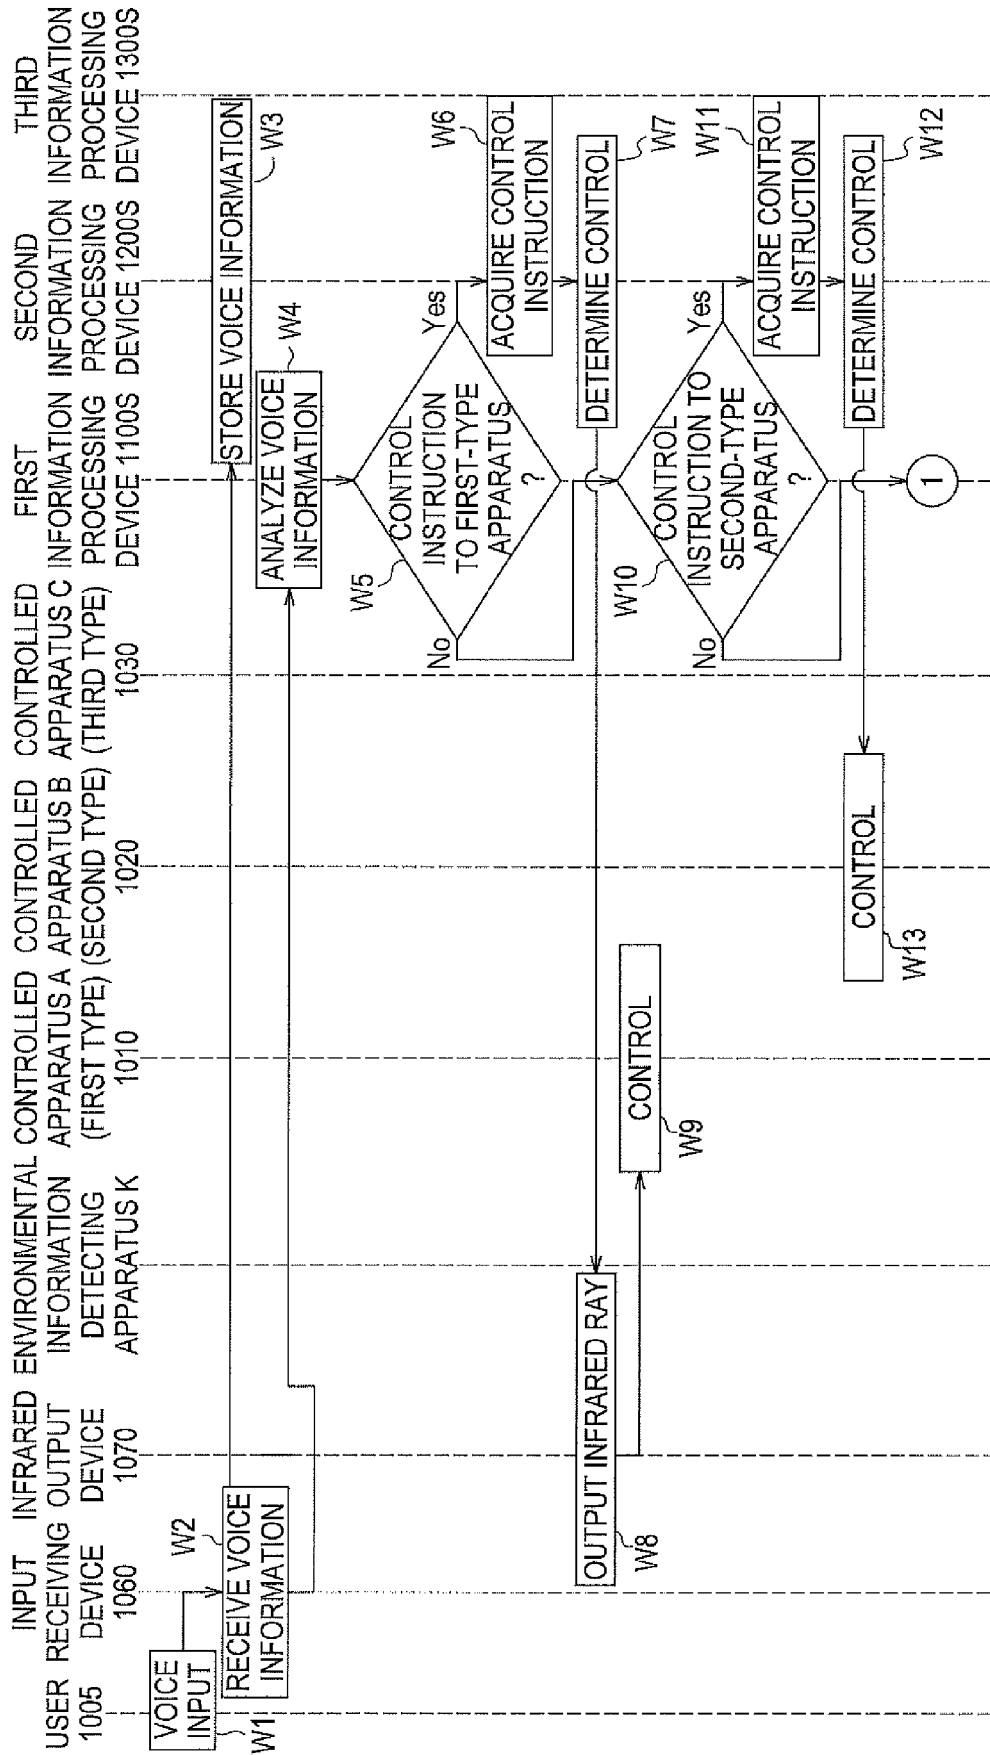 USER
1005
INPUT
RECEIVING
DEVICE
1060
INFRARED
OUTPUT
DEVICE
1070
ENVIRONMENTAL
INFORMATION
DETECTING
APPARATUS K
CONTROLLED
APPARATUS A
(FIRST TYPE)
1010
CONTROLLED
APPARATUS B
(SECOND TYPE)
1020
CONTROLLED
APPARATUS C
(THIRD TYPE)
1030
FIRST
INFORMATION
PROCESSING
DEVICE 1100S
SECOND
INFORMATION
PROCESSING
DEVICE 1200S
THIRD
INFORMATION
PROCESSING
DEVICE 1300S
VOICE
INPUT
W1
W2
RECEIVE VOICE
INFORMATION
STORE VOICE INFORMATION
W3
W4
ANALYZE VOICE
INFORMATION
W5
CONTROL
INSTRUCTION
TO FIRST-TYPE
APPARATUS
?
No
Yes
W6
ACQUIRE CONTROL
INSTRUCTION
DETERMINE CONTROL
W7
OUTPUT INFRARED RAY
W8
CONTROL
W9
W10
CONTROL
INSTRUCTION TO
SECOND-TYPE
APPARATUS
?
No
Yes
W11
ACQUIRE CONTROL
INSTRUCTION
DETERMINE CONTROL
W12
CONTROL
W13
1